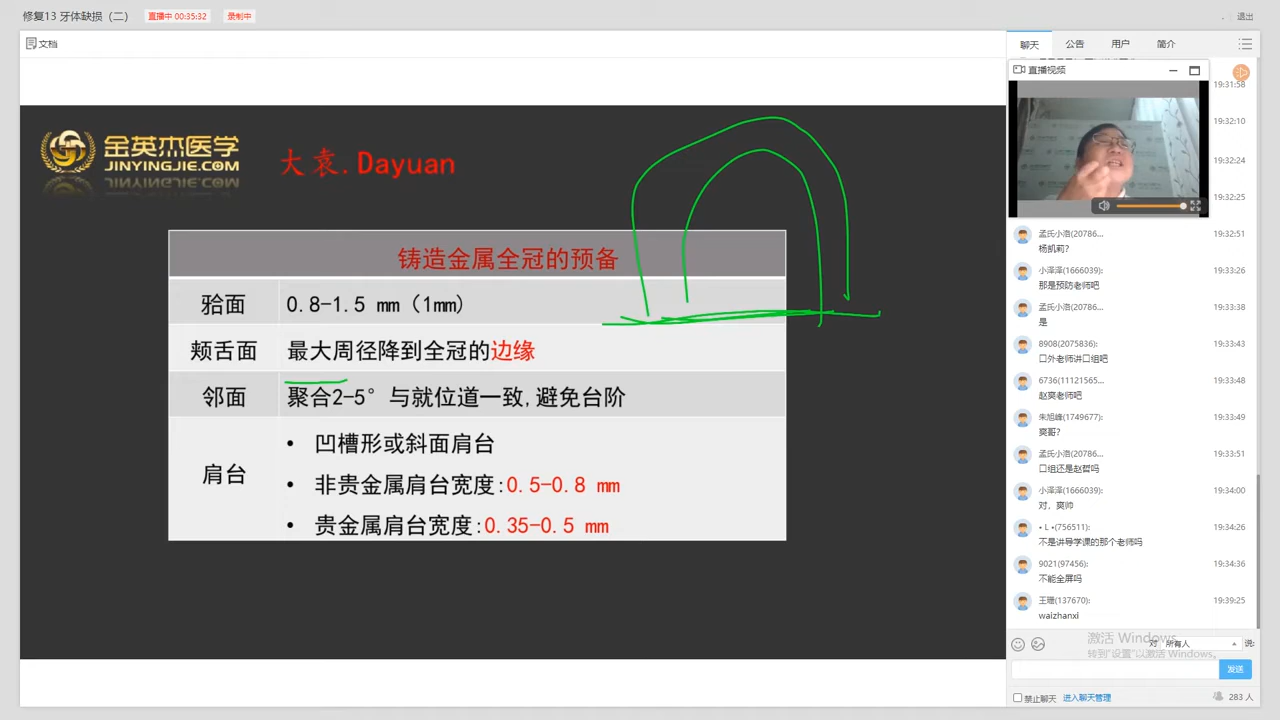 修复13 牙体缺损（二）
直播中 00:35:32
录制中
退出
文档
聊天
公告
用户
简介
直播视频
金英杰医学
JINYINGJIE.COM
大袁.Dayuan
铸造金属全冠的预备
𬌗面
0.8-1.5 mm（1mm）
颊舌面
最大周径降到全冠的边缘
邻面
聚合2-5°与就位道一致,避免台阶
肩台
• 凹槽形或斜面肩台
• 非贵金属肩台宽度:0.5-0.8 mm
• 贵金属肩台宽度:0.35-0.5 mm
19:31:58
19:32:10
19:32:24
19:32:25
孟氏小洛(20786... 19:32:51
杨凯莉?
小泽泽(1666039): 19:33:26
那是预防老师吧
孟氏小洛(20786... 19:33:38
是
8908(2075836): 19:33:43
口外老师讲口组吧
6736(11121565... 19:33:48
赵奭老师吧
朱旭峰(1749677): 19:33:49
奭哥?
孟氏小洛(20786... 19:33:51
口组还是赵哲吗
小泽泽(1666039): 19:34:00
对，奭帅
• L •(756511): 19:34:26
不是讲导学课的那个老师吗
9021(97456): 19:34:36
不能全屏吗
王珊(137670): 19:39:25
waizhanxi
激活 Windows
转到"设置"以激活 Windows。
对 所有人 说:
发送
禁止聊天 进入聊天管理
283 人